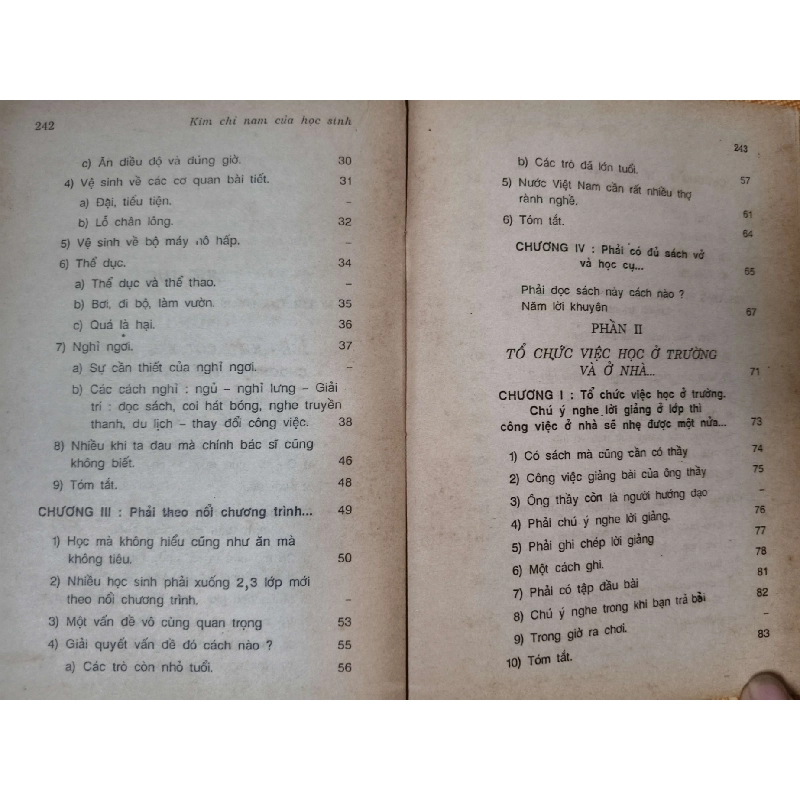 242 Kim chỉ nam của học sinh
c) Ăn điều độ và đúng giờ. 30
4) Vệ sinh về các cơ quan bài tiết. 31
a) Đại, tiểu tiện. –
b) Lỗ chân lông. 32
5) Vệ sinh về bộ máy hô hấp. –
6) Thể dục. 34
a) Thể dục và thể thao. –
b) Bơi, đi bộ, làm vườn. 35
c) Quá là hại. 36
7) Nghỉ ngơi. 37
a) Sự cần thiết của nghỉ ngơi. –
b) Các cách nghỉ : ngủ – nghỉ lưng – Giải
trí : đọc sách, coi hát bóng, nghe truyền
thanh, du lịch – thay đổi công việc. 38
8) Nhiều khi ta đau mà chính bác sĩ cũng
không biết. 46
9) Tóm tắt. 48
CHƯƠNG III : Phải theo nổi chương trình... 49
1) Học mà không hiểu cũng như ăn mà
không tiêu. 50
2) Nhiều học sinh phải xuống 2,3 lớp mới
theo nổi chương trình. –
3) Một vấn đề vô cùng quan trọng 53
4) Giải quyết vấn đề đó cách nào ? 55
a) Các trò còn nhỏ tuổi. 56
243
b) Các trò đã lớn tuổi. 57
5) Nước Việt Nam cần rất nhiều thợ
rành nghề. 61
6) Tóm tắt. 64
CHƯƠNG IV : Phải có đủ sách vở
và học cụ... 65
Phải đọc sách này cách nào ?
Năm lời khuyên 67
PHẦN II
TỔ CHỨC VIỆC HỌC Ở TRƯỜNG
VÀ Ở NHÀ... 71
CHƯƠNG I : Tổ chức việc học ở trường.
Chú ý nghe lời giảng ở lớp thì
công việc ở nhà sẽ nhẹ được một nửa... 73
1) Có sách mà cũng cần có thầy 74
2) Công việc giảng bài của ông thầy 75
3) Ông thầy còn là người hướng đạo –
4) Phải chú ý nghe lời giảng. 76
5) Phải ghi chép lời giảng 77
6) Một cách ghi. 78
7) Phải có tập đầu bài 81
8) Chú ý nghe trong khi bạn trả bài 82
9) Trong giờ ra chơi. –
10) Tóm tắt. 83